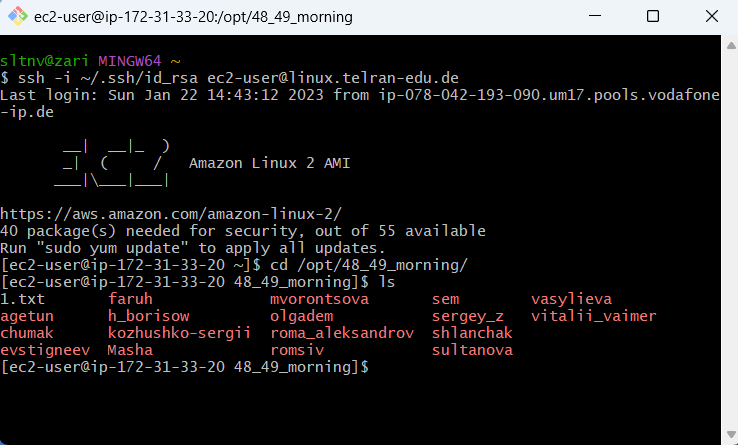 ec2-user@ip-172-31-33-20:/opt/48_49_morning
sltnv@zari MINGW64 ~
$ ssh -i ~/.ssh/id_rsa ec2-user@linux.telran-edu.de
Last login: Sun Jan 22 14:43:12 2023 from ip-078-042-193-090.um17.pools.vodafone
-ip.de
       __|  __|_  )
       _|  (     /   Amazon Linux 2 AMI
      ___|\___|___|
https://aws.amazon.com/amazon-linux-2/
40 package(s) needed for security, out of 55 available
Run "sudo yum update" to apply all updates.
[ec2-user@ip-172-31-33-20 ~]$ cd /opt/48_49_morning/
[ec2-user@ip-172-31-33-20 48_49_morning]$ ls
1.txt       faruh             mvorontsova       sem        vasylieva
agetun      h_borisow         olgadem           sergey_z   vitalii_vaimer
chumak      kozhushko-sergii  roma_aleksandrov  shlanchak
evstigneev  Masha             romsiv            sultanova
[ec2-user@ip-172-31-33-20 48_49_morning]$